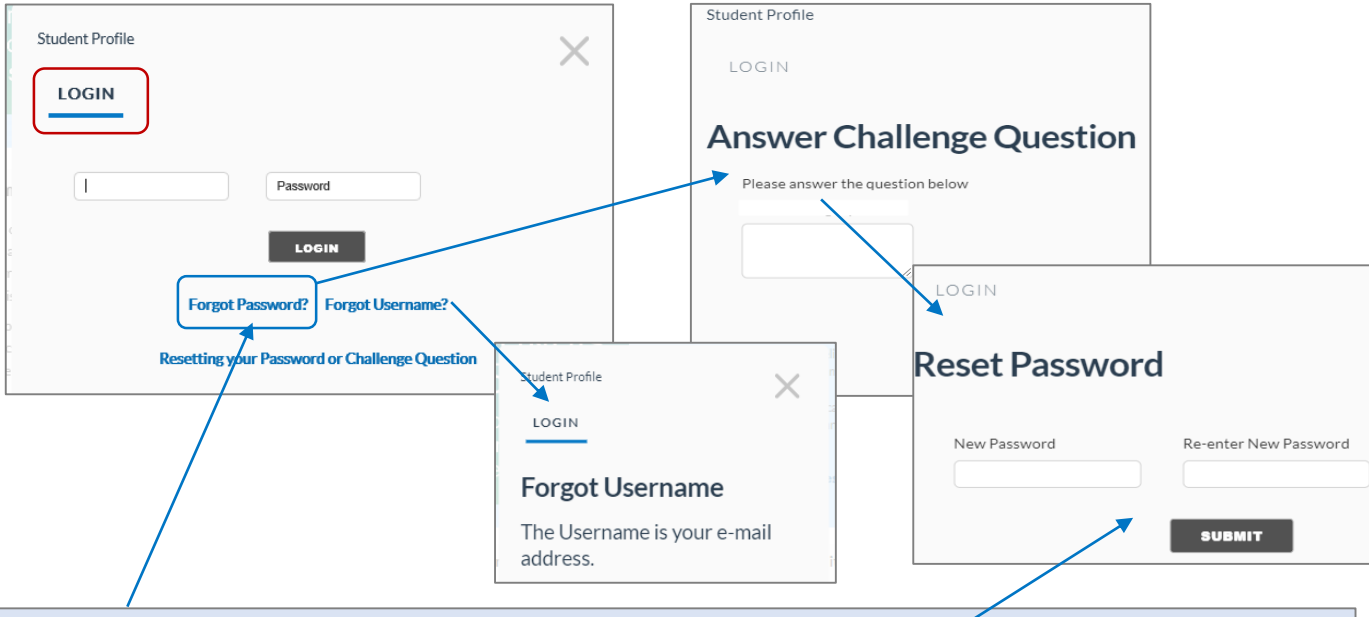 Student Profile
LOGIN
Password
LOGIN
Forgot Password? Forgot Username?
Resetting your Password or Challenge Question
Student Profile
LOGIN
Answer Challenge Question
Please answer the question below
Student Profile
LOGIN
Forgot Username
The Username is your e-mail
address.
LOGIN
Reset Password
New Password Re-enter New Password
SUBMIT